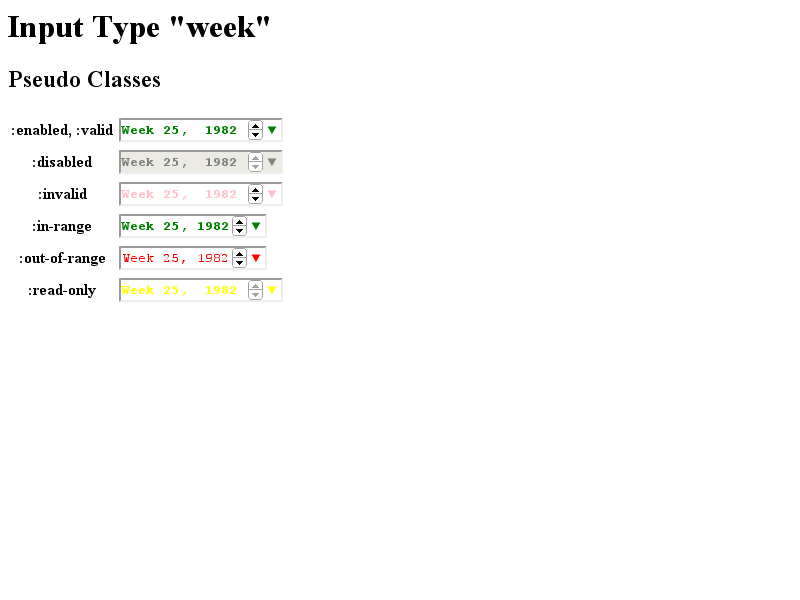 Input Type "week"
Pseudo Classes
:enabled, :valid Week 25, 1982
:disabled Week 25, 1982
:invalid Week 25, 1982
:in-range Week 25, 1982
:out-of-range Week 25, 1982
:read-only Week 25, 1982